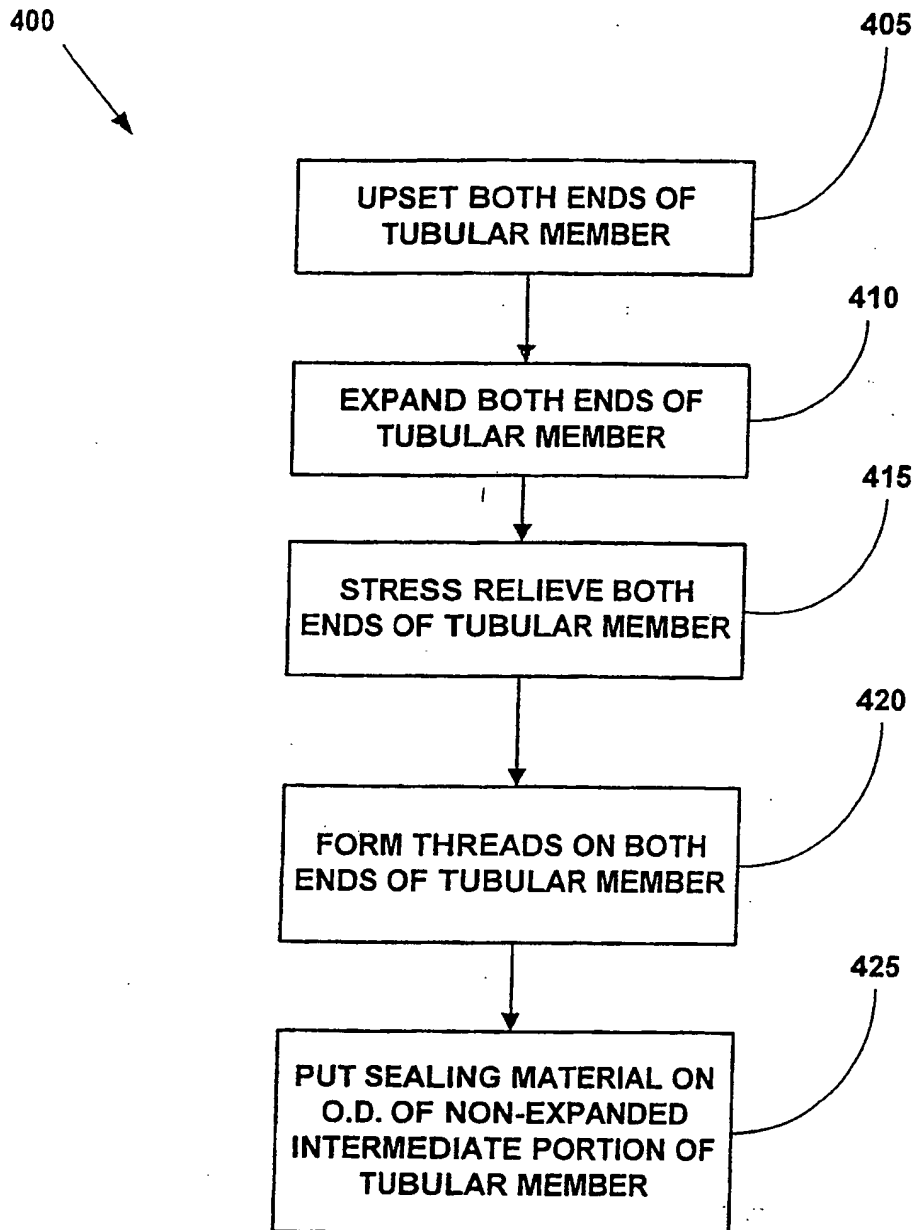 400
405
UPSET BOTH ENDS OF
TUBULAR MEMBER
410
EXPAND BOTH ENDS OF
TUBULAR MEMBER
415
STRESS RELIEVE BOTH
ENDS OF TUBULAR MEMBER
420
FORM THREADS ON BOTH
ENDS OF TUBULAR MEMBER
425
PUT SEALING MATERIAL ON
O.D. OF NON-EXPANDED
INTERMEDIATE PORTION OF
TUBULAR MEMBER